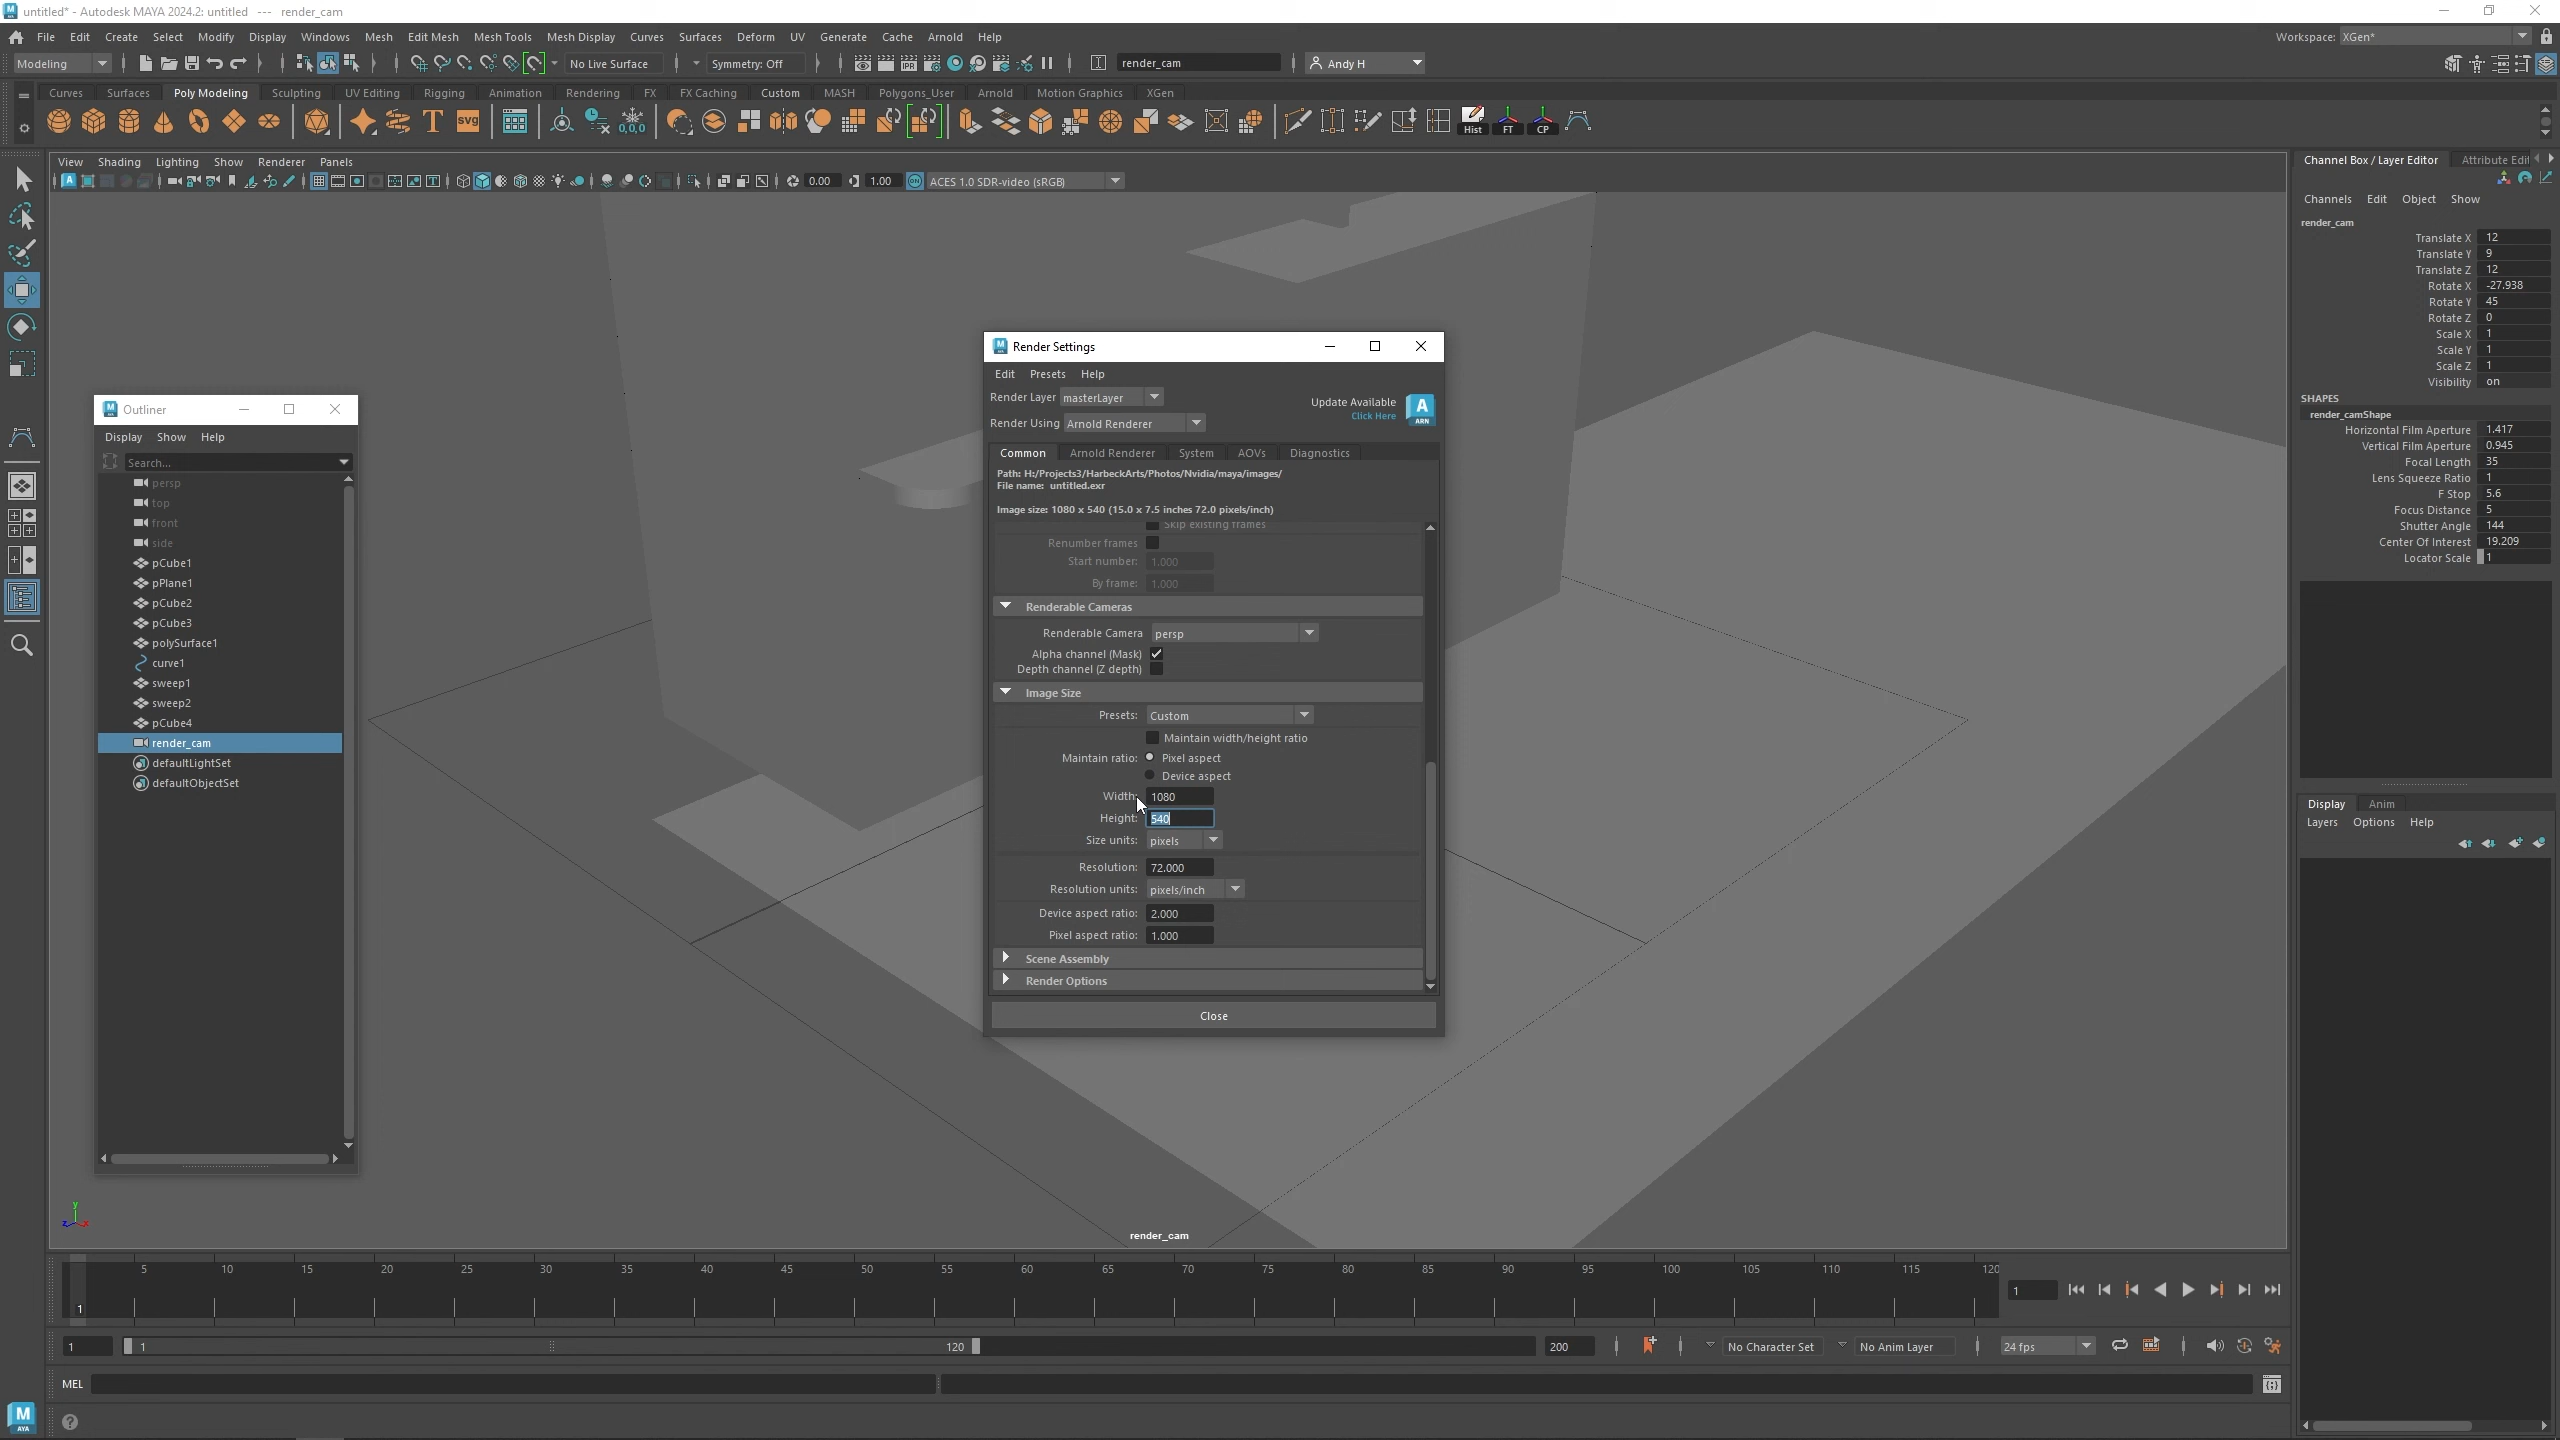 untitled* - Autodesk MAYA 2024.2: untitled --- render_cam
File Edit Create Select Modify Display Windows Mesh Edit Mesh Mesh Tools Mesh Display Curves Surfaces Deform UV Generate Cache Arnold Help
Workspace: XGen*
Modeling No Live Surface Symmetry: Off IPR render_cam Andy H
Curves Surfaces Poly Modeling Sculpting UV Editing Rigging Animation Rendering FX FX Caching Custom MASH Polygons_User Arnold Motion Graphics XGen
T SVG 0,0,0 Hist FT CP
View Shading Lighting Show Renderer Panels
0.00 1.00 ON ACES 1.0 SDR-video (sRGB)
Channel Box / Layer Editor Attribute Edit
Channels Edit Object Show
render_cam
Translate X 12
Translate Y 9
Translate Z 12
Rotate X -27.938
Rotate Y 45
Rotate Z 0
Scale X 1
Scale Y 1
Scale Z 1
Visibility on
SHAPES
render_camShape
Horizontal Film Aperture 1.417
Vertical Film Aperture 0.945
Focal Length 35
Lens Squeeze Ratio 1
F Stop 5.6
Focus Distance 5
Shutter Angle 144
Center Of Interest 19.209
Locator Scale 1
Display Anim
Layers Options Help
Outliner
Display Show Help
Search...
persp
top
front
side
pCube1
pPlane1
pCube2
pCube3
polySurface1
curve1
sweep1
sweep2
pCube4
render_cam
defaultLightSet
defaultObjectSet
Render Settings
Edit Presets Help
Render Layer masterLayer
Render Using Arnold Renderer
Update Available
Click Here
A
ARN
Common Arnold Renderer System AOVs Diagnostics
Path: H:/Projects3/HarbeckArts/Photos/Nvidia/maya/images/
File name: untitled.exr
Image size: 1080 x 540 (15.0 x 7.5 inches 72.0 pixels/inch)
Skip existing frames
Renumber frames
Start number: 1.000
By frame: 1.000
Renderable Cameras
Renderable Camera persp
Alpha channel (Mask)
Depth channel (Z depth)
Image Size
Presets: Custom
Maintain width/height ratio
Maintain ratio: Pixel aspect
Device aspect
Width: 1080
Height: 540
Size units: pixels
Resolution: 72.000
Resolution units: pixels/inch
Device aspect ratio: 2.000
Pixel aspect ratio: 1.000
Scene Assembly
Render Options
Close
y
z x
render_cam
5 10 15 20 25 30 35 40 45 50 55 60 65 70 75 80 85 90 95 100 105 110 115 120
1
1
1 1 120 200 No Character Set No Anim Layer 24 fps
MEL
M
AYA